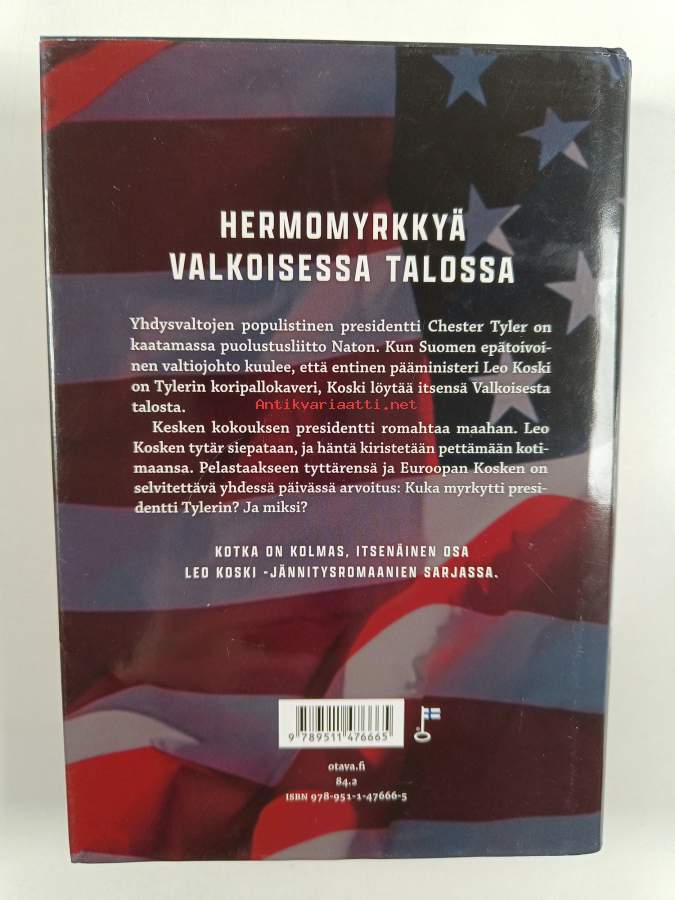 HERMOMYRKKYÄ
VALKOISESSA TALOSSA
Yhdysvaltojen populistinen presidentti Chester Tyler on
kaatamassa puolustusliitto Naton. Kun Suomen epätoivoi-
nen valtiojohto kuulee, että entinen pääministeri Leo Koski
on Tylerin koripallokaveri, Koski löytää itsensä Valkoisesta
talosta.
Antikvariaatti.net
Kesken kokouksen presidentti romahtaa maahan. Leo
Kosken tytär siepataan, ja häntä kiristetään pettämään koti-
maansa. Pelastaakseen tyttärensä ja Euroopan Kosken on
selvitettävä yhdessä päivässä arvoitus: Kuka myrkytti presi-
dentti Tylerin? Ja miksi?
KOTKA ON KOLMAS, ITSENÄINEN OSA
LEO KOSKI -JÄNNITYSROMAANIEN SARJASSA.
9 789511 476665
otava.fi
84.2
ISBN 978-951-1-47666-5